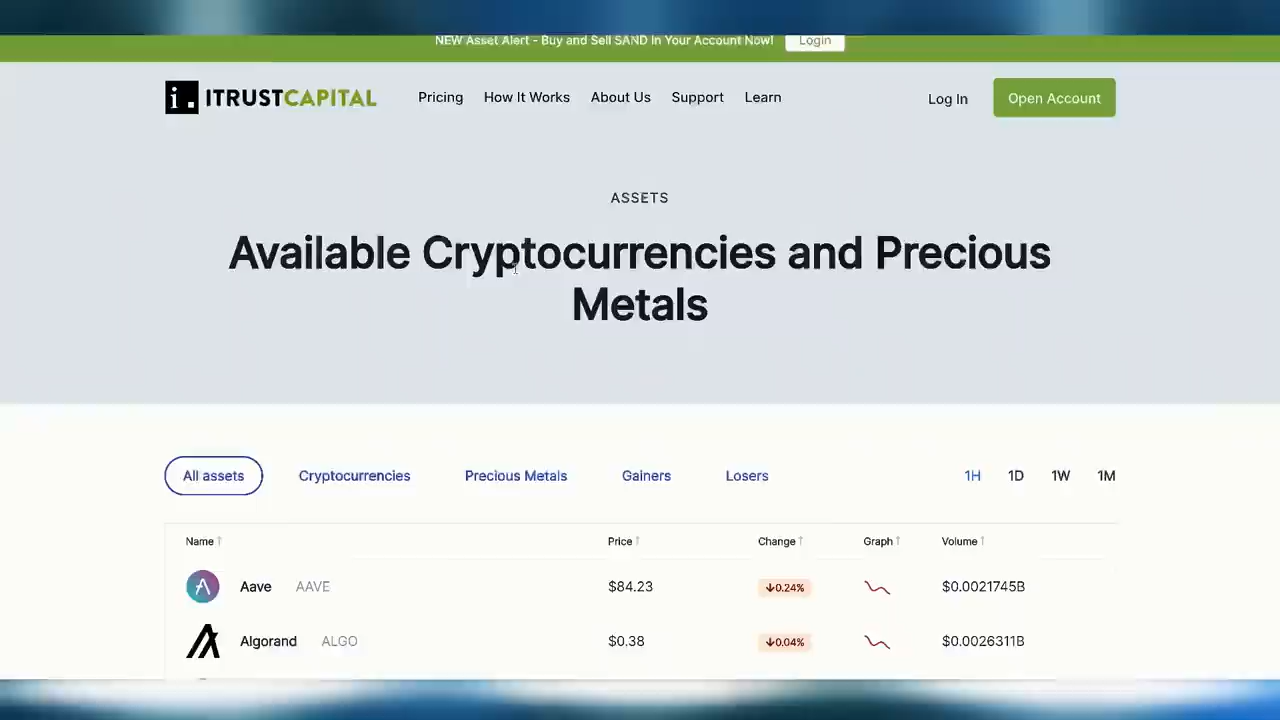 NEW Asset Alert - Buy and Sell SAND In Your Account Now! Login
i. ITRUSTCAPITAL Pricing How It Works About Us Support Learn Log In Open Account
ASSETS
Available Cryptocurrencies and Precious
Metals
All assets Cryptocurrencies Precious Metals Gainers Losers 1H 1D 1W 1M
Name↑ Price↑ Change↑ Graph↑ Volume↑
Aave AAVE $84.23 ↓0.24% $0.0021745B
Algorand ALGO $0.38 ↓0.04% $0.0026311B